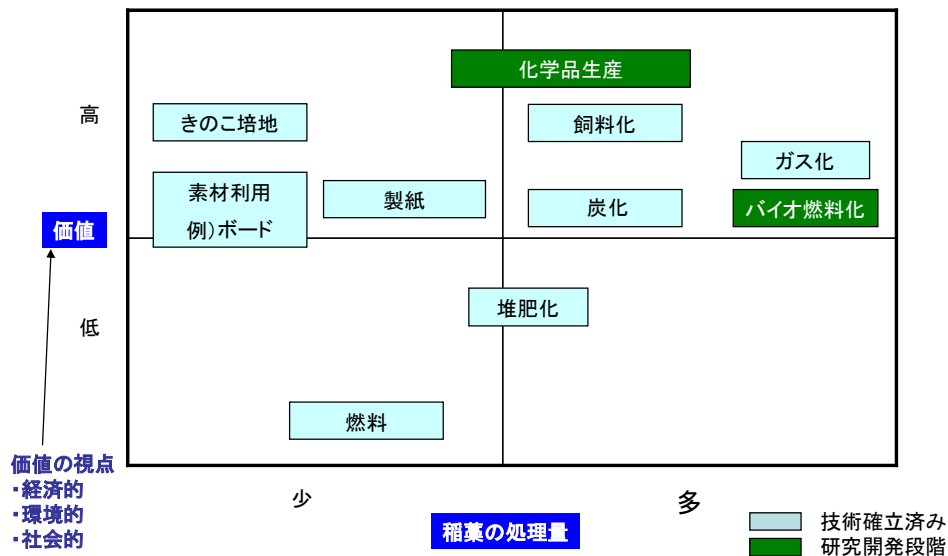 化学品生産
高
きのこ培地
飼料化
ガス化
素材利用
例)ボード
製紙
炭化
バイオ燃料化
価値
堆肥化
低
燃料
価値の視点
・経済的
・環境的
・社会的
少
多
稲藁の処理量
技術確立済み
研究開発段階